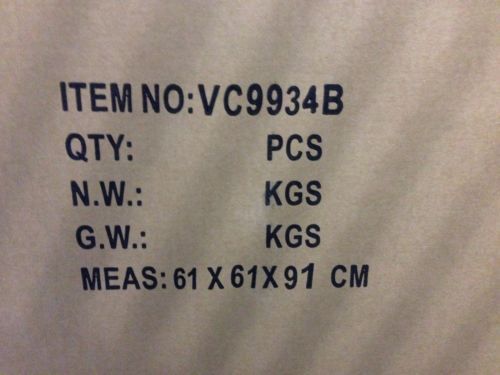 ITEM NO:VC9934B
QTY: PCS
N.W.: KGS
G.W.: KGS
MEAS: 61 X 61X 91 CM